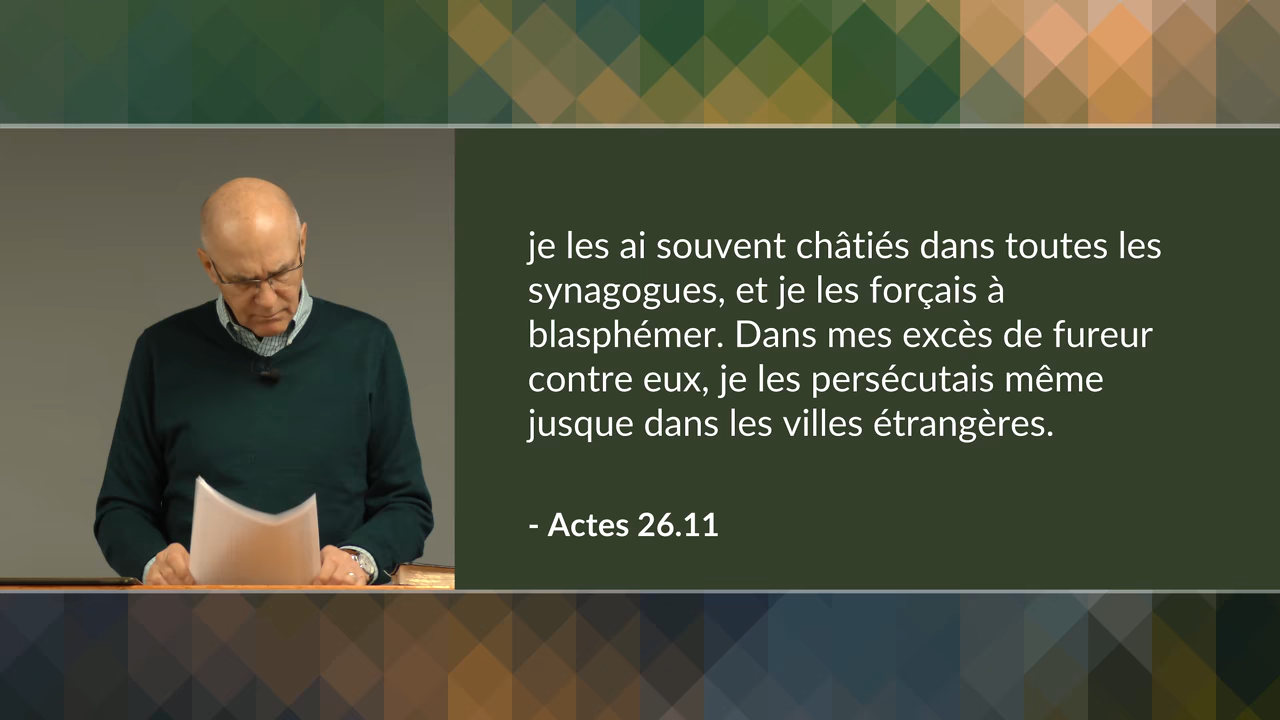 je les ai souvent châtiés dans toutes les
synagogues, et je les forçais à
blasphémer. Dans mes excès de fureur
contre eux, je les persécutais même
jusque dans les villes étrangères.
- Actes 26.11